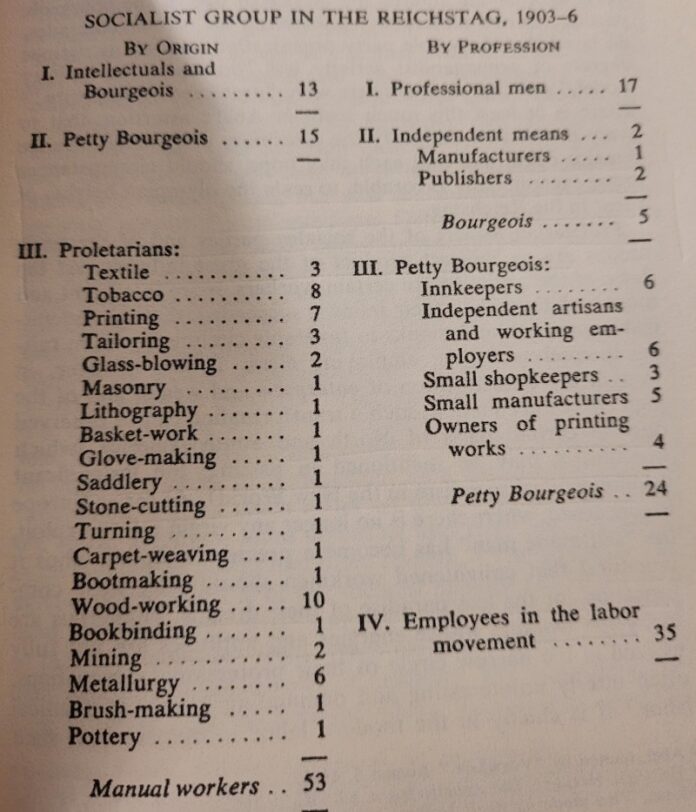 SOCIALIST GROUP IN THE REICHSTAG, 1903–6
BY ORIGIN
I. Intellectuals and
Bourgeois ......... 13
II. Petty Bourgeois ...... 15
III. Proletarians:
Textile ........... 3
Tobacco .......... 8
Printing .......... 7
Tailoring ......... 3
Glass-blowing ..... 2
Masonry ......... 1
Lithography ....... 1
Basket-work ....... 1
Glove-making ..... 1
Saddlery .......... 1
Stone-cutting ...... 1
Turning .......... 1
Carpet-weaving .... 1
Bootmaking ....... 1
Wood-working ..... 10
Bookbinding ....... 1
Mining ........... 2
Metallurgy ........ 6
Brush-making ..... 1
Pottery ........... 1
Manual workers .. 53
BY PROFESSION
I. Professional men ..... 17
II. Independent means ... 2
Manufacturers ..... 1
Publishers ........ 2
Bourgeois ....... 5
III. Petty Bourgeois:
Innkeepers ........ 6
Independent artisans
and working em-
ployers ......... 6
Small shopkeepers .. 3
Small manufacturers 5
Owners of printing
works .......... 4
Petty Bourgeois .. 24
IV. Employees in the labor
movement ........ 35